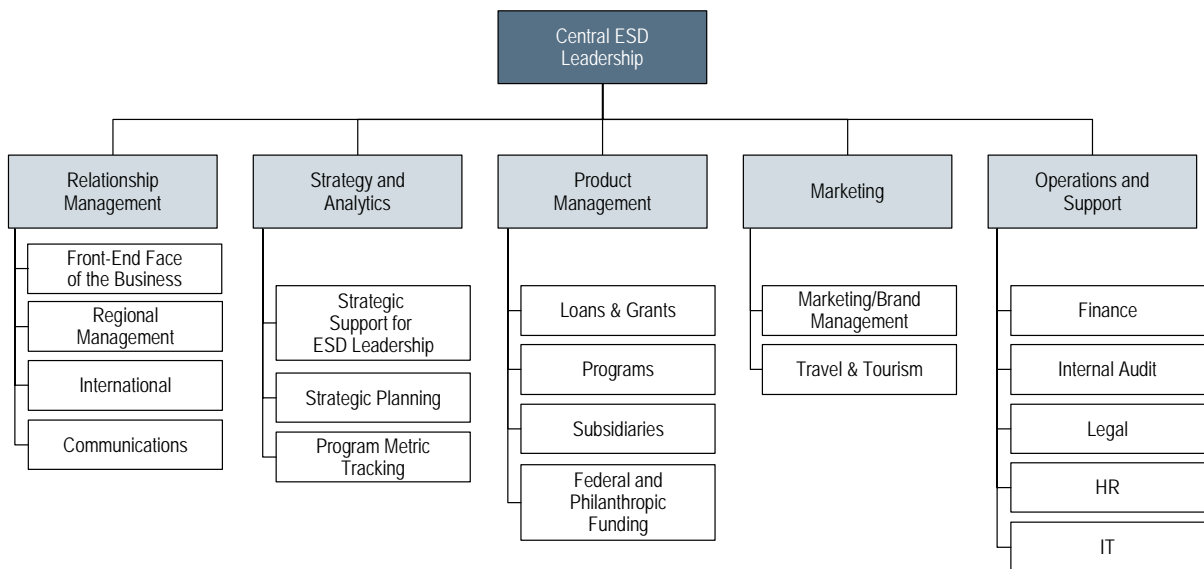 Central ESD
Leadership
Relationship
Management
Strategy and
Analytics
Product
Management
Marketing
Operations and
Support
Front-End Face
of the Business
Regional
Management
International
Communications
Strategic
Support for
ESD Leadership
Strategic Planning
Program Metric
Tracking
Loans & Grants
Programs
Subsidiaries
Federal and
Philanthropic
Funding
Marketing/Brand
Management
Travel & Tourism
Finance
Internal Audit
Legal
HR
IT